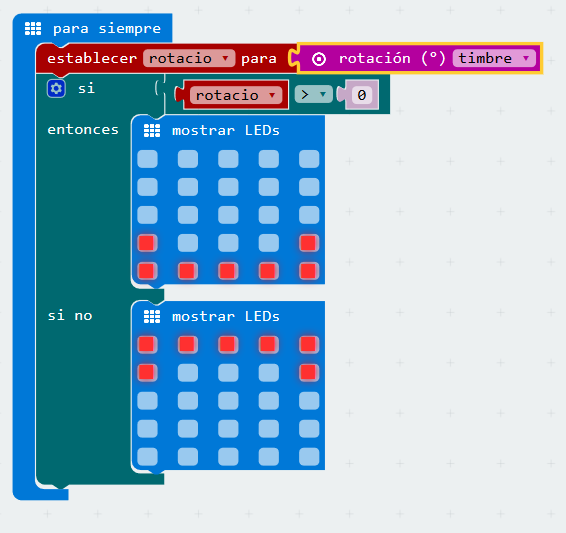 para siempre
establecer rotacio para rotación (°) timbre
si rotacio > 0
entonces mostrar LEDs
si no mostrar LEDs